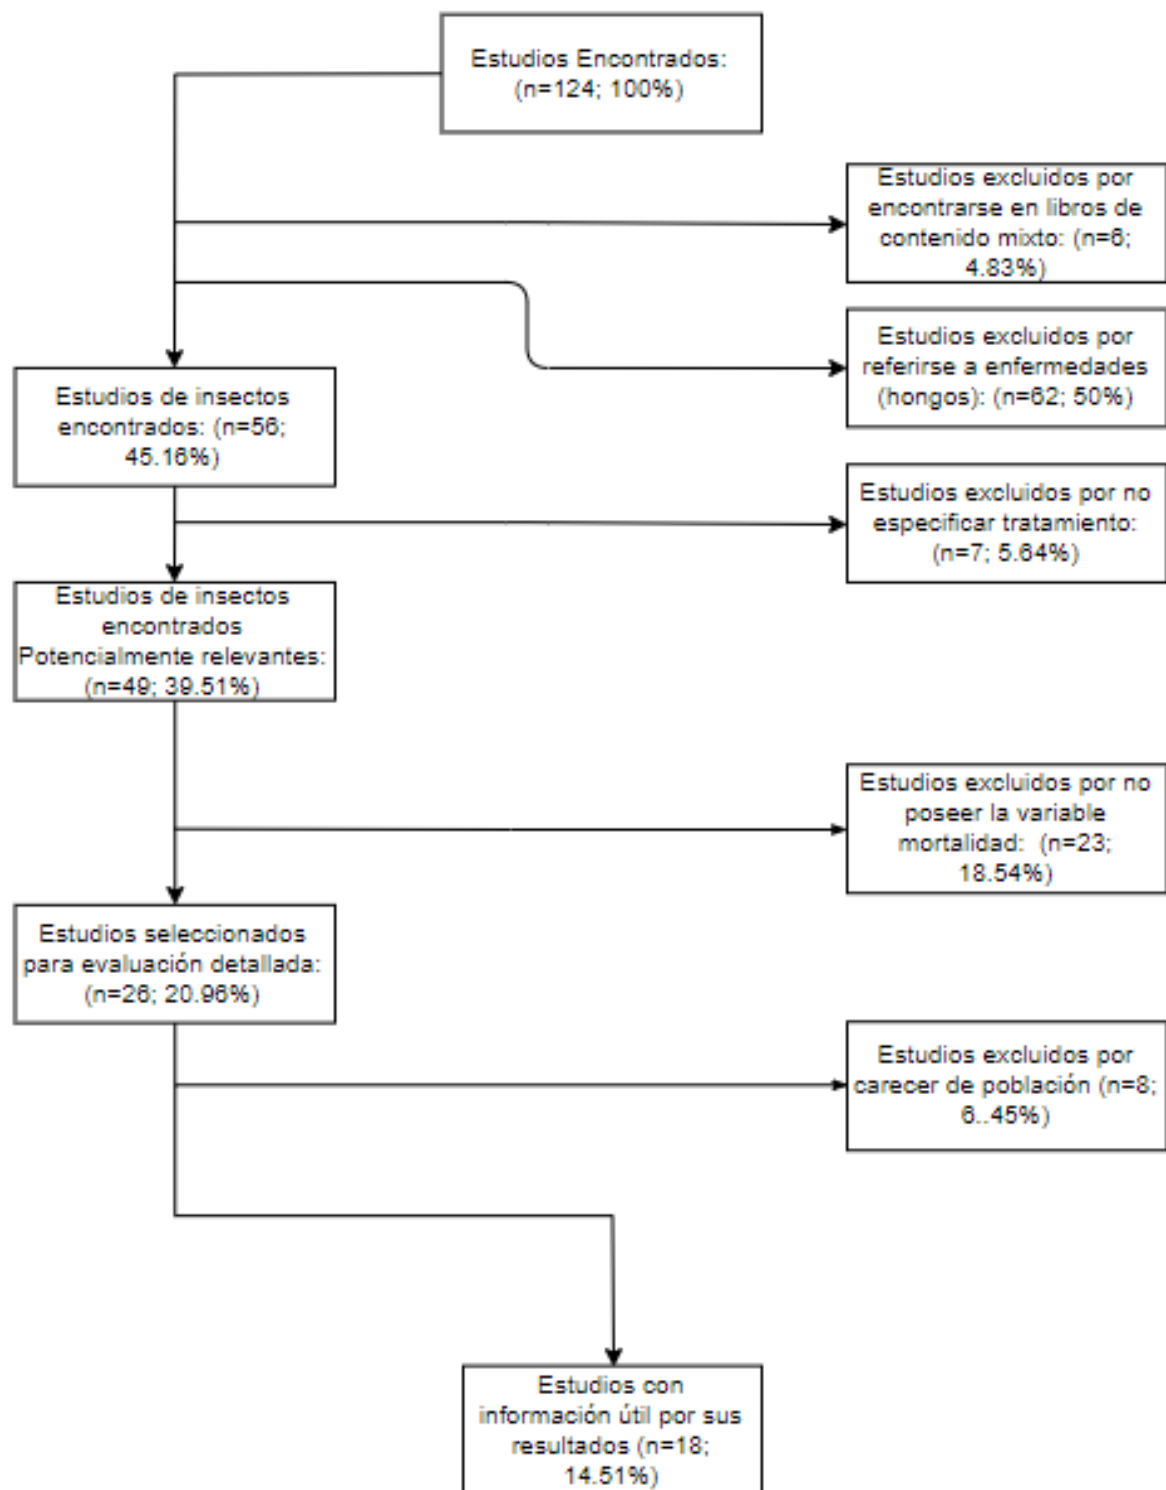 Estudios Encontrados:
(n=124; 100%)
Estudios excluidos por
encontrarse en libros de
contenido mixto: (n=6;
4.83%)
Estudios excluidos por
referirse a enfermedades
(hongos): (n=62; 50%)
Estudios de insectos
encontrados: (n=56;
45.16%)
Estudios excluidos por no
especificar tratamiento:
(n=7; 5.64%)
Estudios de insectos
encontrados
Potencialmente relevantes:
(n=49; 39.51%)
Estudios excluidos por no
poseer la variable
mortalidad: (n=23;
18.54%)
Estudios seleccionados
para evaluación detallada:
(n=26; 20.96%)
Estudios excluidos por
carecer de población (n=8;
6..45%)
Estudios con
información útil por sus
resultados (n=18;
14.51%)